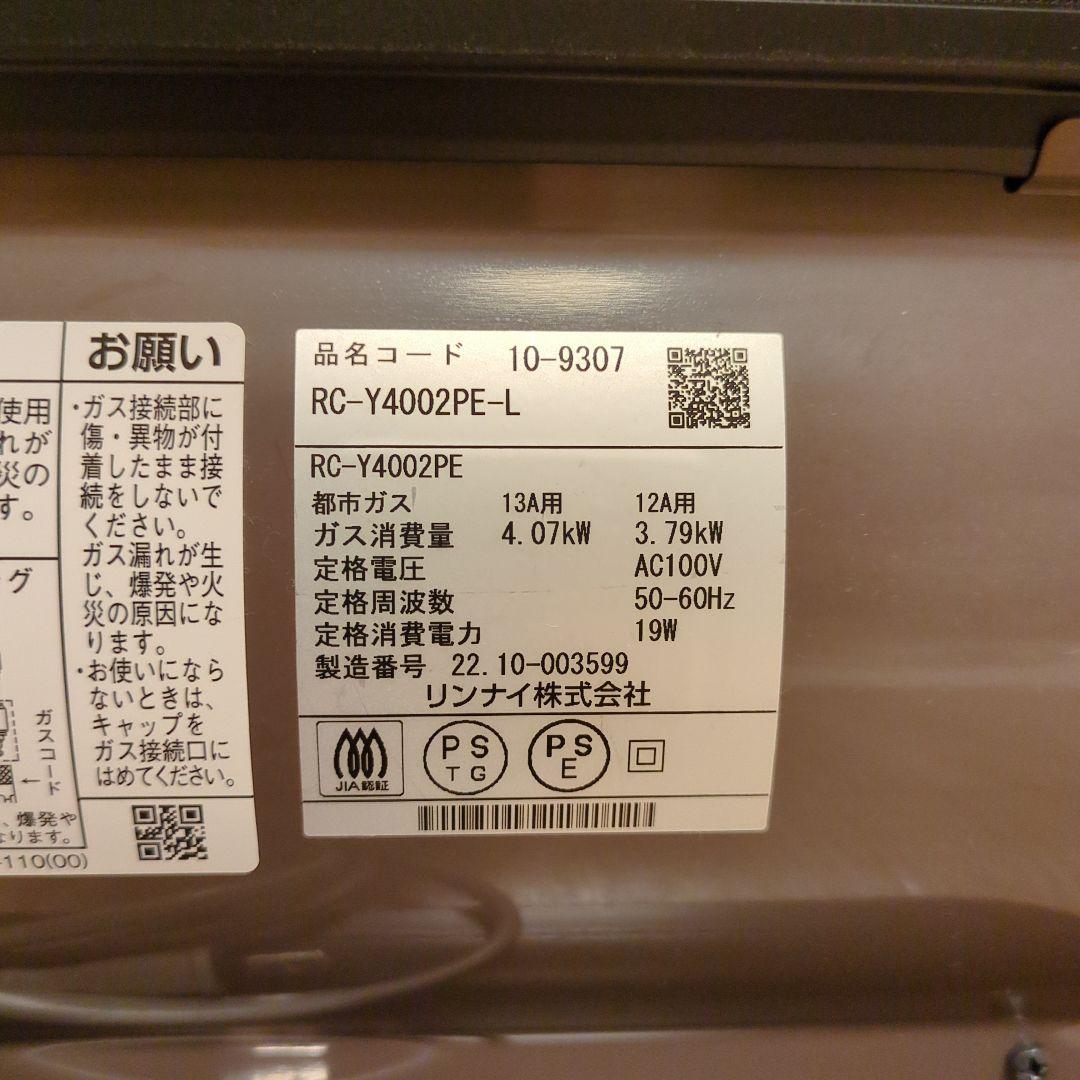 使用
れが
災の
す。
グ
ガスコード
、爆発や
なります。
-110(00)
お願い
・ガス接続部に
傷・異物が付
着したまま接
続をしないで
ください。
ガス漏れが生
じ、爆発や火
災の原因にな
ります。
・お使いになら
ないときは、
キャップを
ガス接続口に
はめてください。
品名コード 10-9307
RC-Y4002PE-L
RC-Y4002PE
都市ガス 13A用 12A用
ガス消費量 4.07kW 3.79kW
定格電圧 AC100V
定格周波数 50-60Hz
定格消費電力 19W
製造番号 22.10-003599
リンナイ株式会社
JIA認証
PS
TG
PS
E